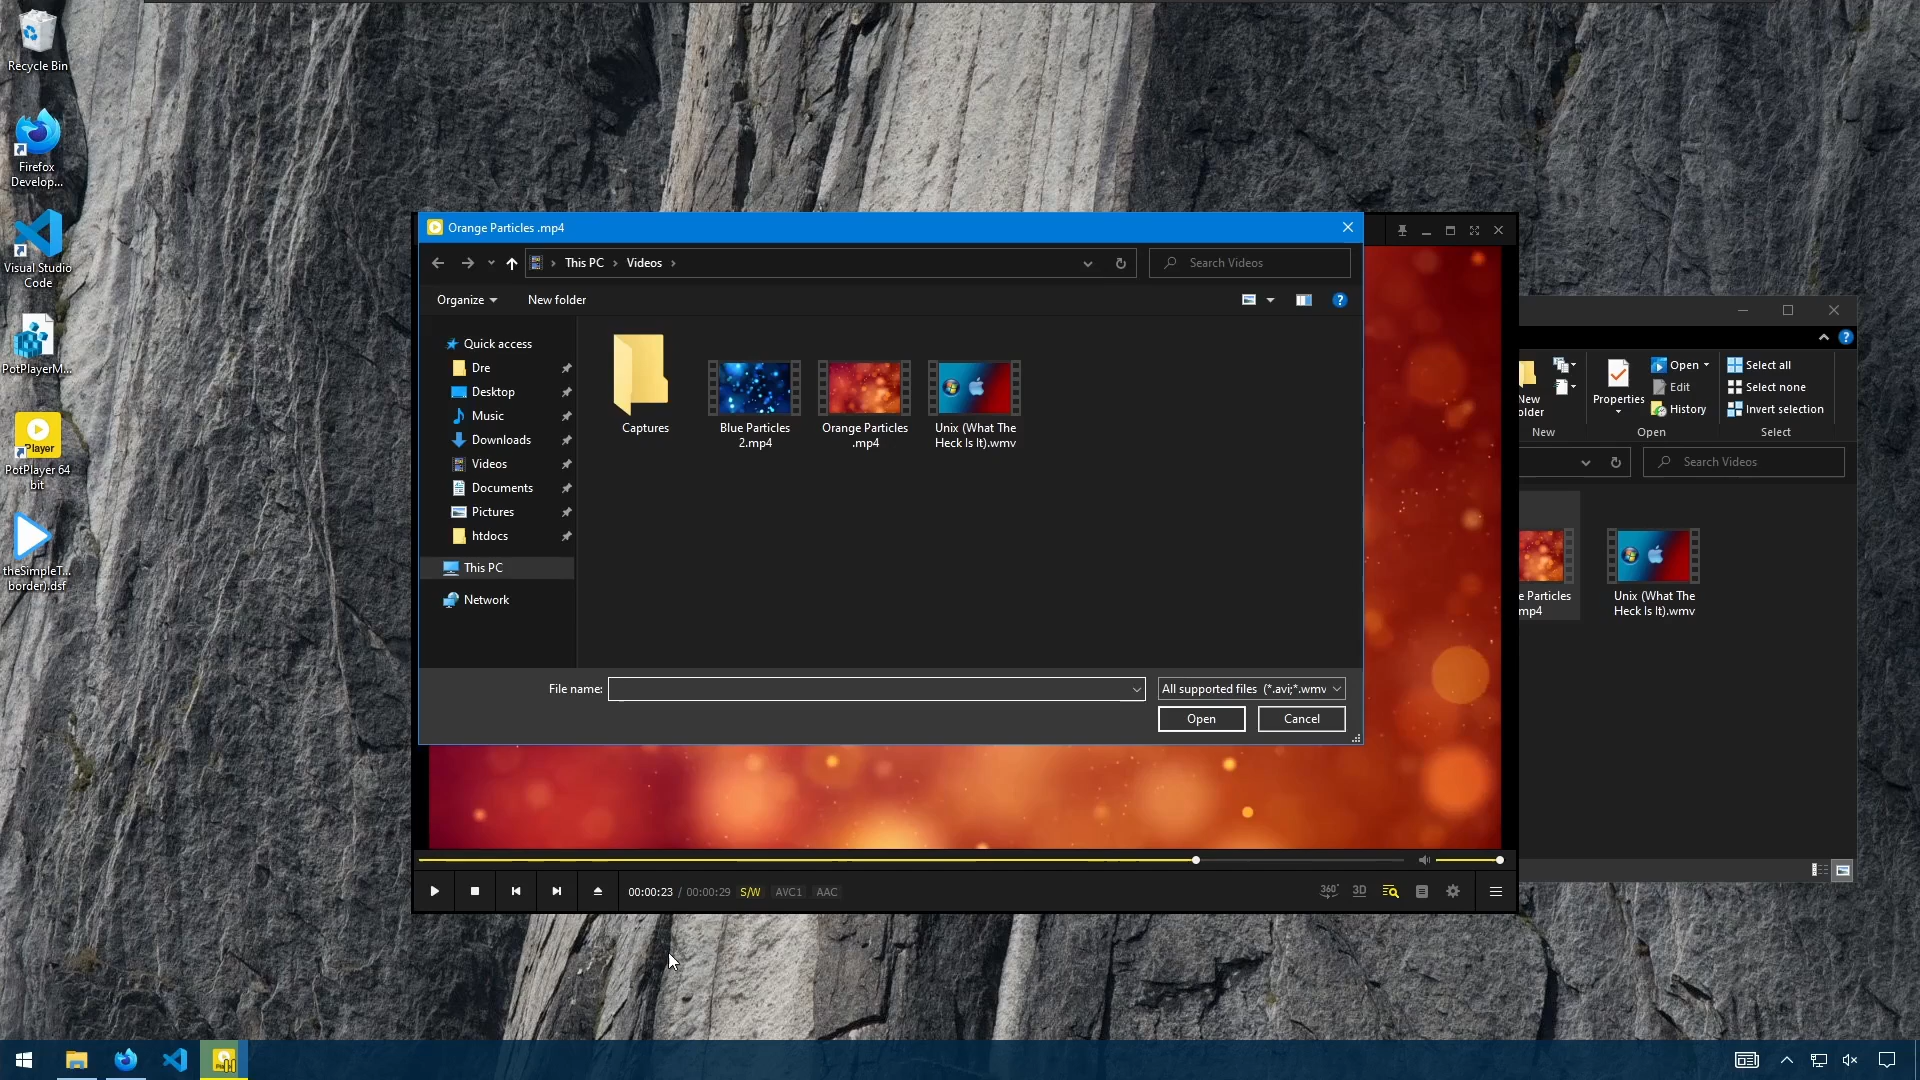 Recycle Bin
Firefox
Develop...
Visual Studio
Code
PotPlayerM...
Player
PotPlayer 64
bit
theSimpleT...
border).dsf
Orange Particles .mp4
This PC
Videos
Search Videos
Organize
New folder
Quick access
Dre
Desktop
Music
Downloads
Videos
Documents
Pictures
htdocs
This PC
Network
Captures
Blue Particles
2.mp4
Orange Particles
.mp4
Unix (What The
Heck Is It).wmv
File name:
All supported files (*.avi;*.wmv
Open
Cancel
00:00:23 / 00:00:29 S/W AVC1 AAC
360°
3D
New
older
New
Properties
Open
Edit
History
Open
Select all
Select none
Invert selection
Select
Search Videos
e Particles
mp4
Unix (What The
Heck Is It).wmv